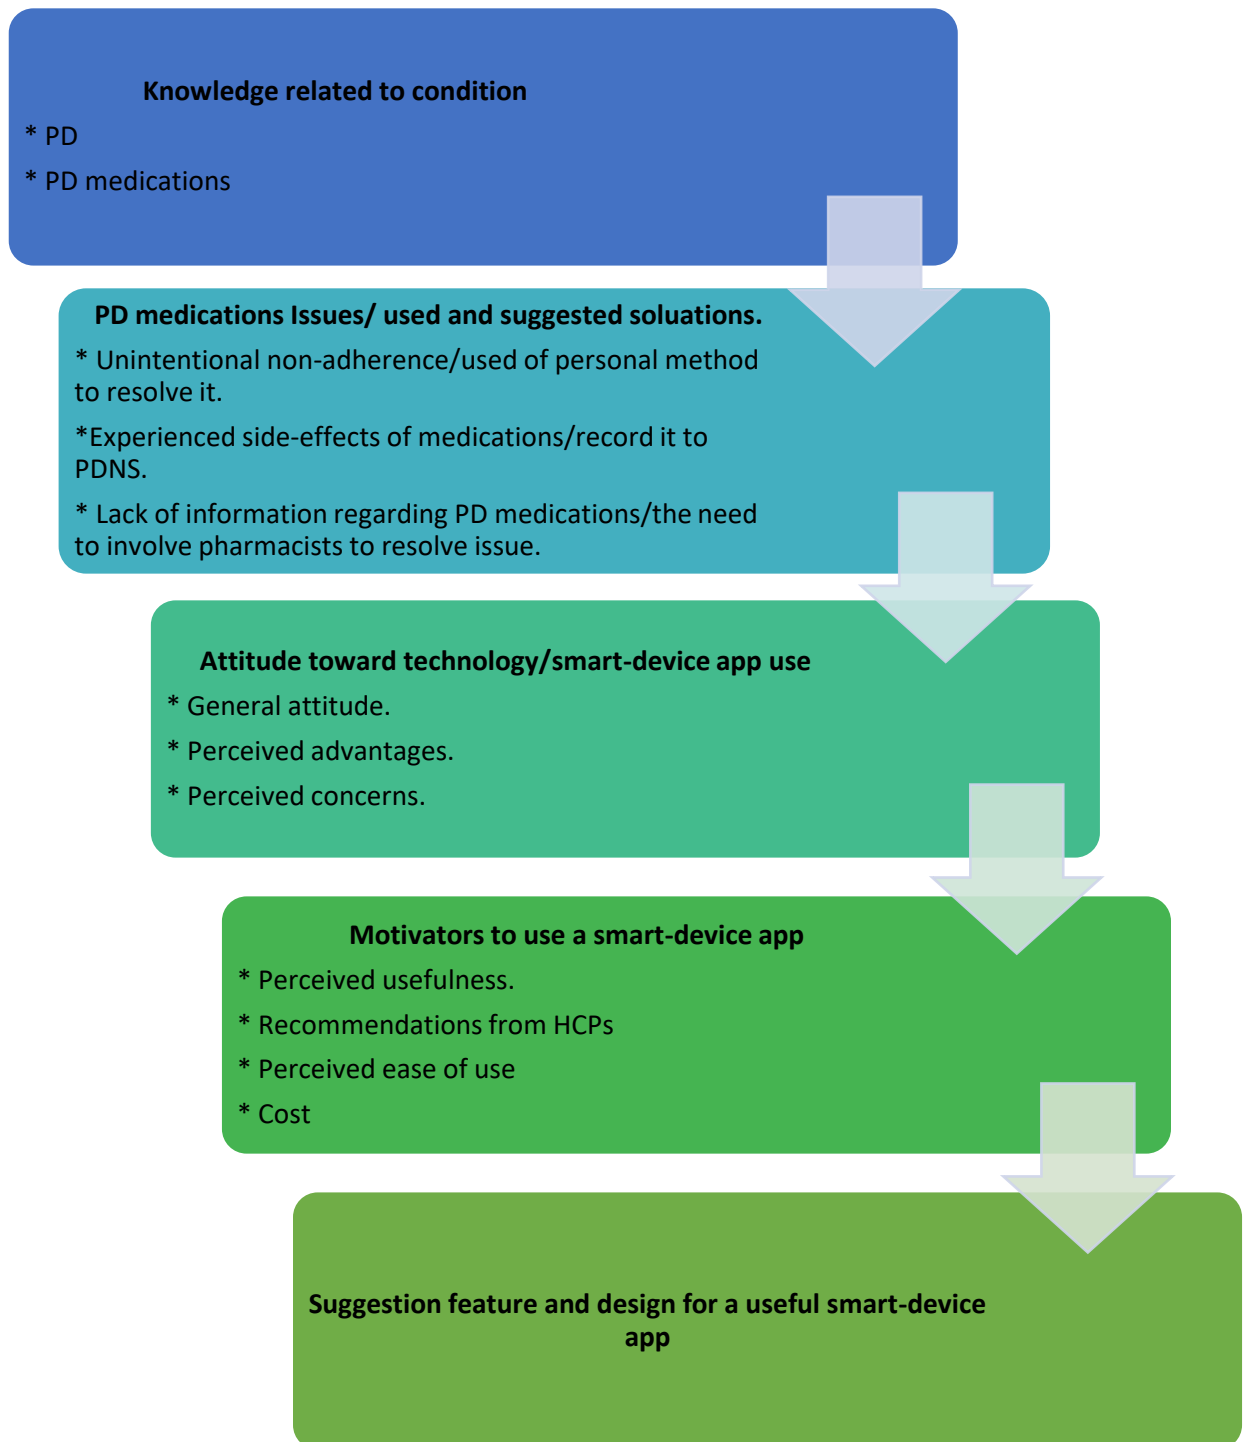 Knowledge related to condition
* PD
* PD medications
PD medications Issues/ used and suggested soluations.
* Unintentional non-adherence/used of personal method
to resolve it.
*Experienced side-effects of medications/record it to
PDNS.
* Lack of information regarding PD medications/the need
to involve pharmacists to resolve issue.
Attitude toward technology/smart-device app use
* General attitude.
* Perceived advantages.
* Perceived concerns.
Motivators to use a smart-device app
* Perceived usefulness.
* Recommendations from HCPs
* Perceived ease of use
* Cost
Suggestion feature and design for a useful smart-device
app